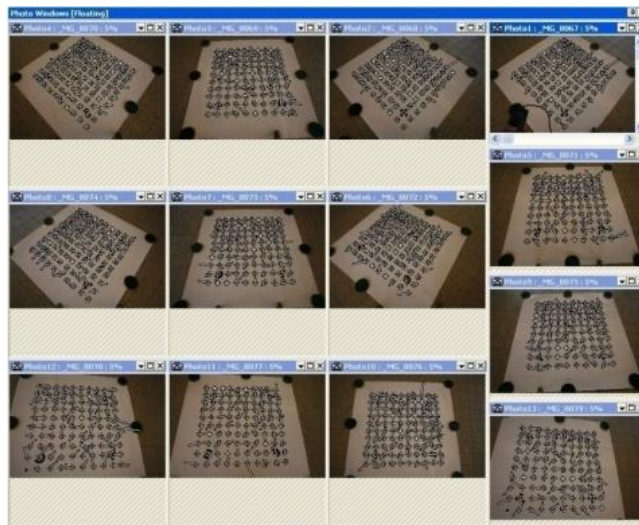 Photo Windows [Floating]
Photo4 : _MG_8070 : 5%
Photo3 : _MG_8069 : 5%
Photo2 : _MG_8068 : 5%
Photo1 : _MG_8067 : 5%
Photo5 : _MG_8071 : 5%
Photo8 : _MG_8074 : 5%
Photo7 : _MG_8073 : 5%
Photo6 : _MG_8072 : 5%
Photo9 : _MG_8075 : 5%
Photo12 : _MG_8078 : 5%
Photo11 : _MG_8077 : 5%
Photo10 : _MG_8076 : 5%
Photo13 : _MG_8079 : 5%